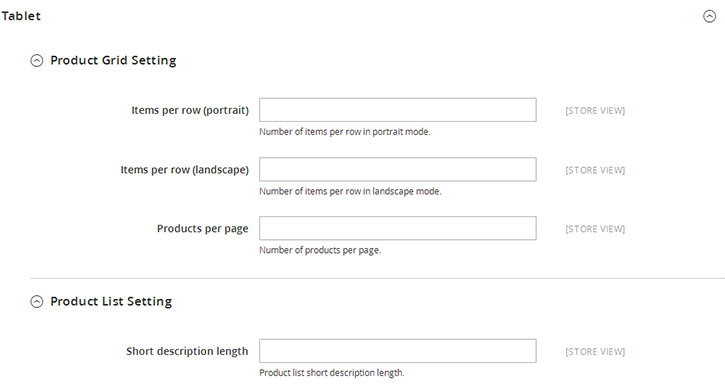 Tablet
Product Grid Setting
Items per row (portrait) [STORE VIEW]
Number of items per row in portrait mode.
Items per row (landscape) [STORE VIEW]
Number of items per row in landscape mode.
Products per page [STORE VIEW]
Number of products per page.
Product List Setting
Short description length [STORE VIEW]
Product list short description length.